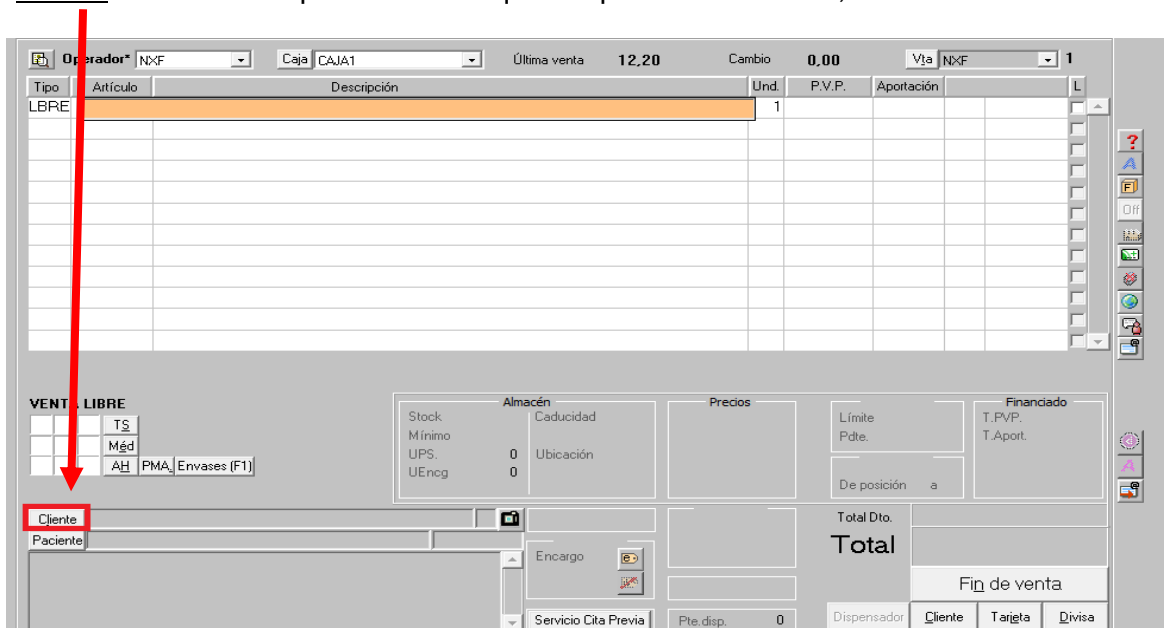 Operador* NXF Caja CAJA1 Última venta 12,20 Cambio 0,00 Vta NXF 1
Tipo Artículo Descripción Und. P.V.P. Aportación L
LBRE 1
?
A
F
Off
VENTA LIBRE
TS
Méd
AH PMA. Envases (F1)
Almacén
Stock Caducidad
Mínimo
UPS. 0 Ubicación
UEncg 0
Precios
Límite
Pdte.
De posición a
Financiado
T.PVP.
T.Aport.
A
Cliente
Paciente
Encargo
Servicio Cita Previa
Pte.disp. 0
Total Dto.
Total
Fin de venta
Dispensador Cliente Tarjeta Divisa